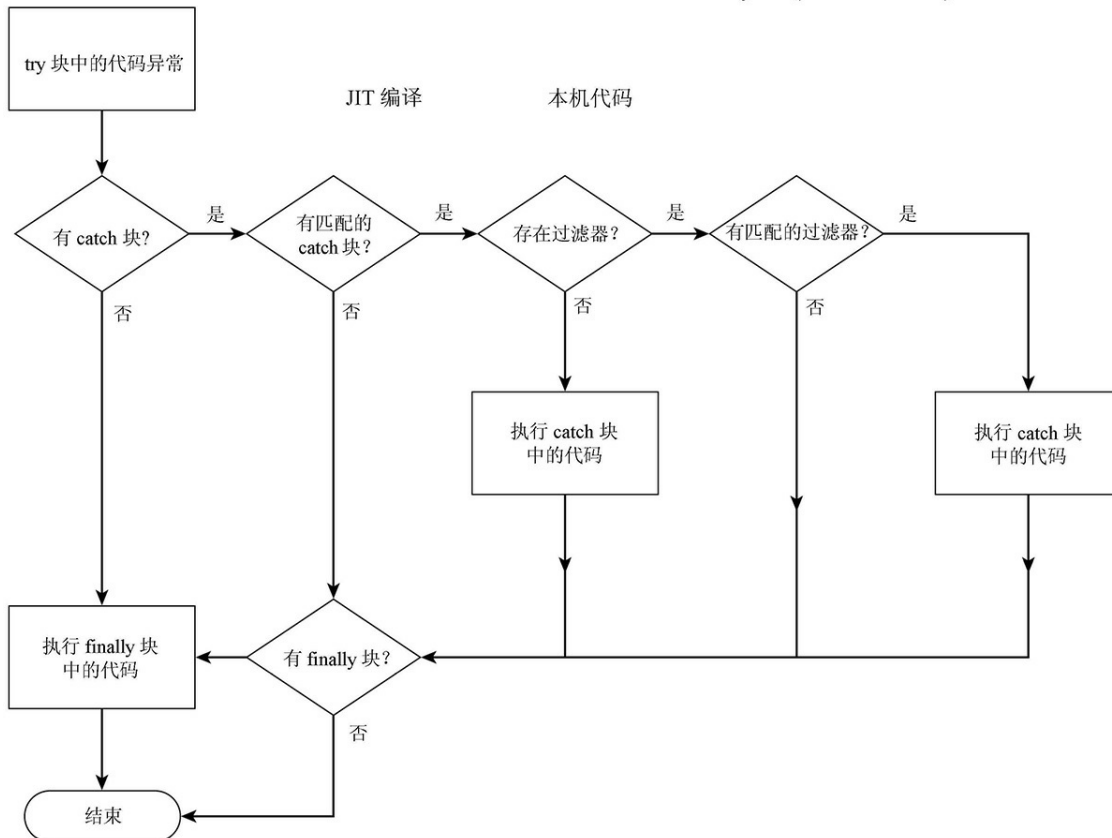 try 块中的代码异常
JIT 编译
本机代码
有 catch 块?
是
有匹配的
catch 块?
是
存在过滤器?
是
有匹配的过滤器?
是
否
否
否
否
执行 catch 块
中的代码
执行 catch 块
中的代码
执行 finally 块
中的代码
有 finally 块?
否
结束